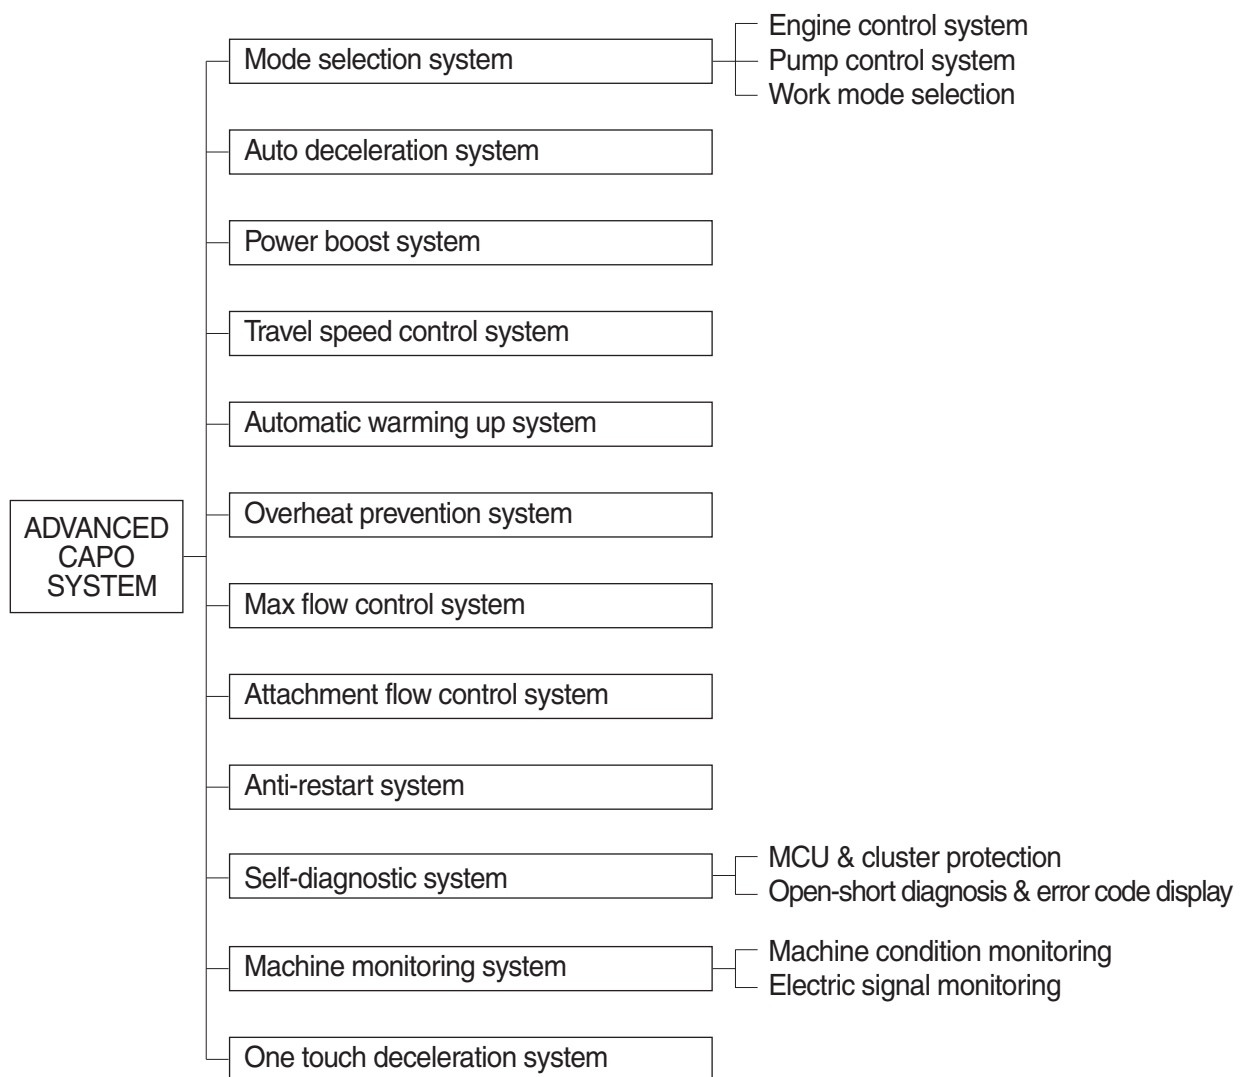 Engine control system
Mode selection system
Pump control system
Work mode selection
Auto deceleration system
Power boost system
Travel speed control system
Automatic warming up system
Overheat prevention system
ADVANCED
CAPO
SYSTEM
Max flow control system
Attachment flow control system
Anti-restart system
MCU & cluster protection
Self-diagnostic system
Open-short diagnosis & error code display
Machine condition monitoring
Machine monitoring system
Electric signal monitoring
One touch deceleration system